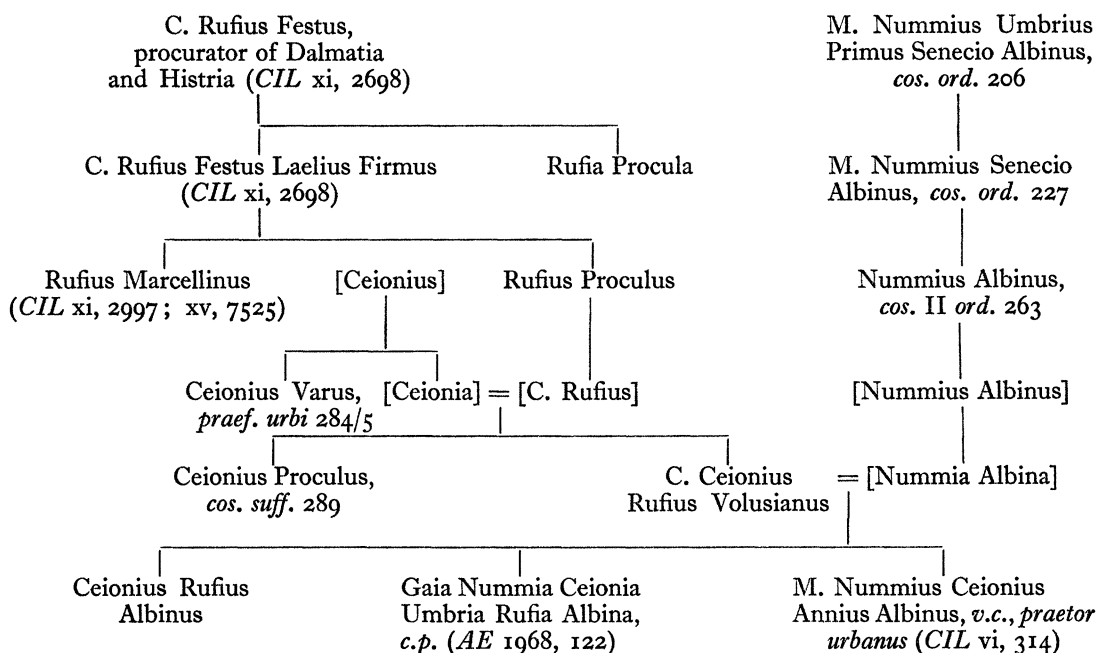 C. Rufius Festus,
procurator of Dalmatia
and Histria (CIL xi, 2698)
M. Nummius Umbrius
Primus Senecio Albinus,
cos. ord. 206
C. Rufius Festus Laelius Firmus
(CIL xi, 2698)
Rufia Procula
M. Nummius Senecio
Albinus, cos. ord. 227
Rufius Marcellinus
(CIL xi, 2997; xv, 7525)
[Ceionius]
Rufius Proculus
Nummius Albinus,
cos. II ord. 263
Ceionius Varus,
praef. urbi 284/5
[Ceionia] = [C. Rufius]
[Nummius Albinus]
Ceionius Proculus,
cos. suff. 289
C. Ceionius
Rufius Volusianus
= [Nummia Albina]
Ceionius Rufius
Albinus
Gaia Nummia Ceionia
Umbria Rufia Albina,
c.p. (AE 1968, 122)
M. Nummius Ceionius
Annius Albinus, v.c., praetor
urbanus (CIL vi, 314)